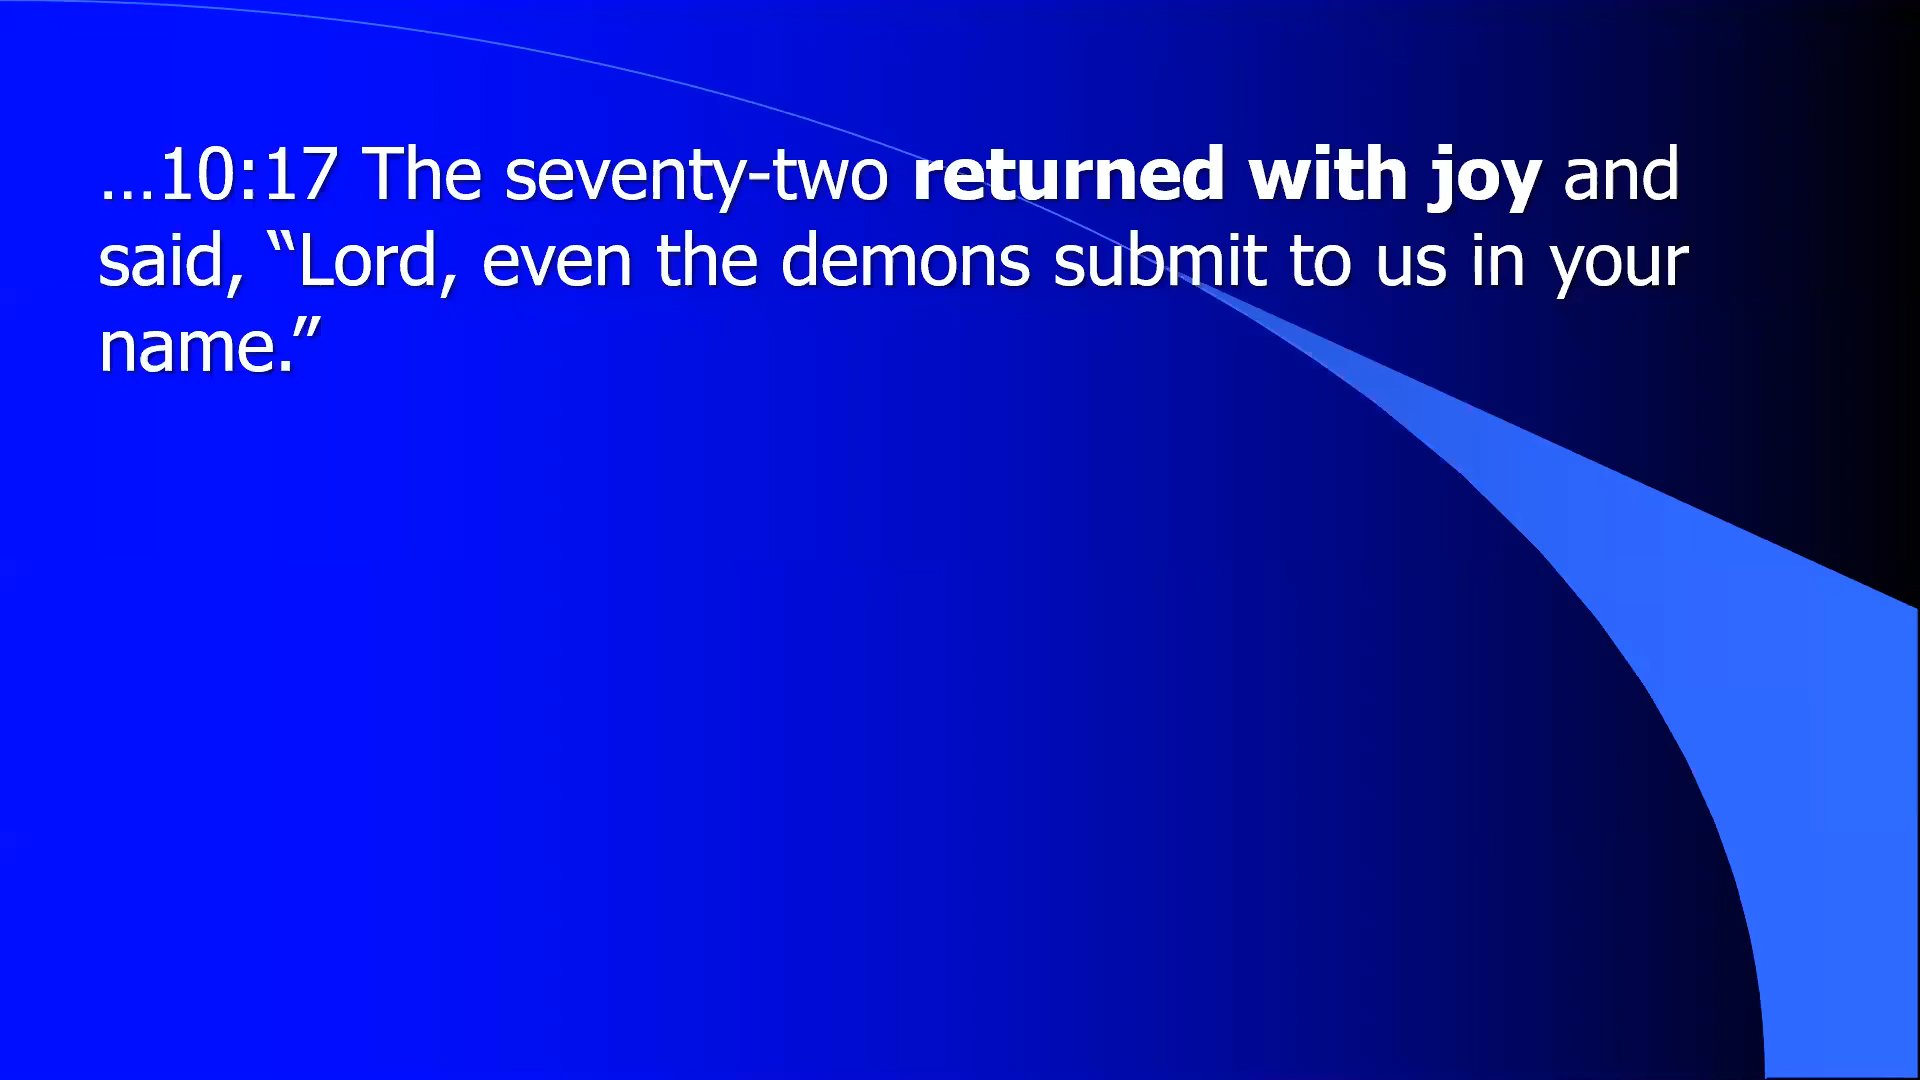 …10:17 The seventy-two returned with joy and
said, “Lord, even the demons submit to us in your
name.”